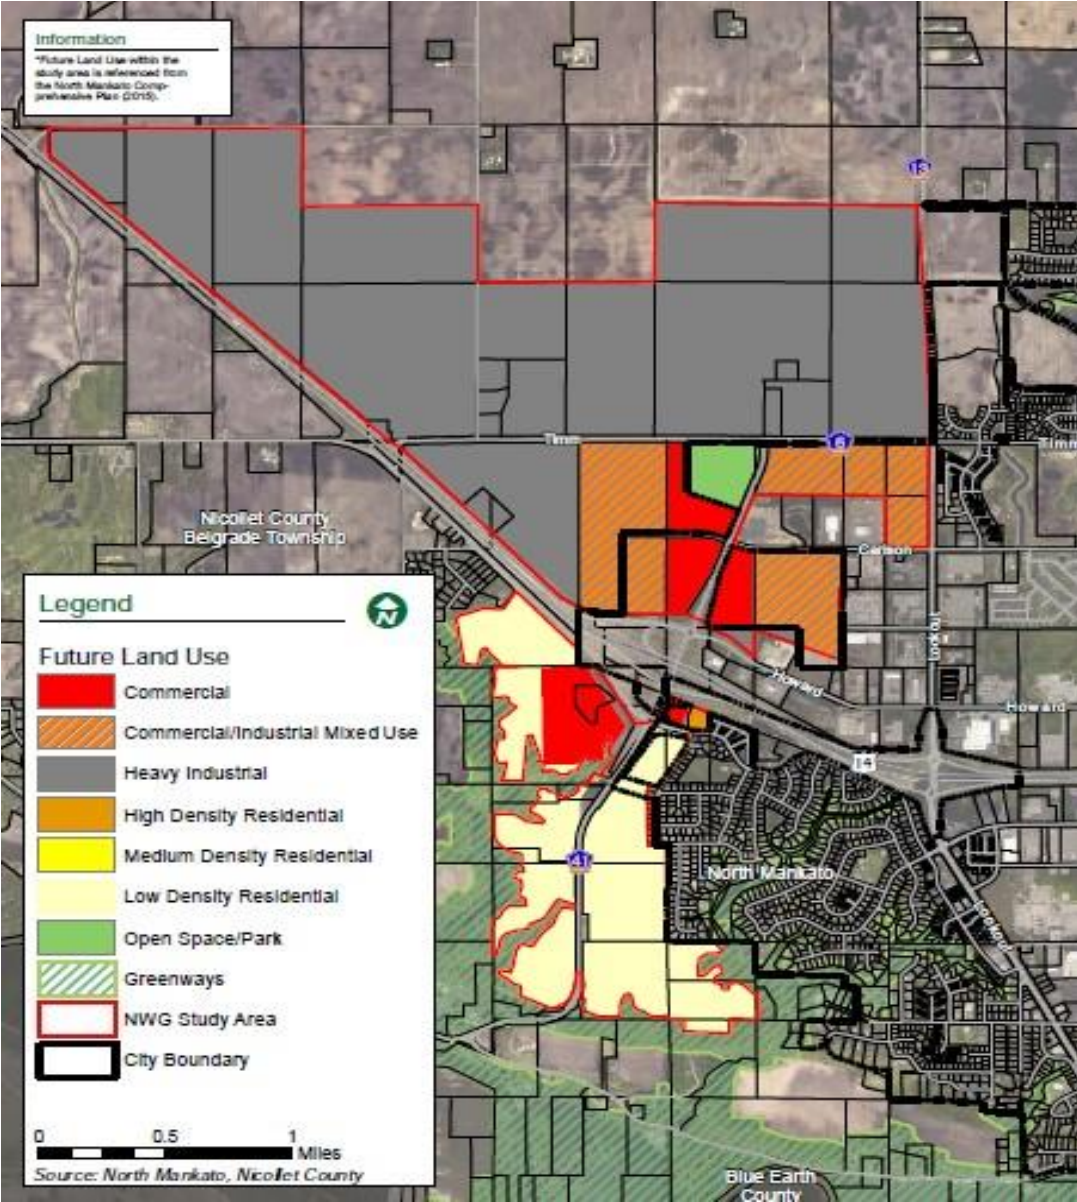 Information
*Future Land Use within the
study area is referenced from
the North Mankato Comp-
prehensive Plan (2015).
13
Timm
6
Timm
Nicollet County
Belgrade Township
Carlson
Lookout
Howard
Howard
14
41
North Mankato
Lookout
Blue Earth
County
Legend
N
Future Land Use
Commercial
Commercial/Industrial Mixed Use
Heavy Industrial
High Density Residential
Medium Density Residential
Low Density Residential
Open Space/Park
Greenways
NWG Study Area
City Boundary
0 0.5 1
Miles
Source: North Mankato, Nicollet County